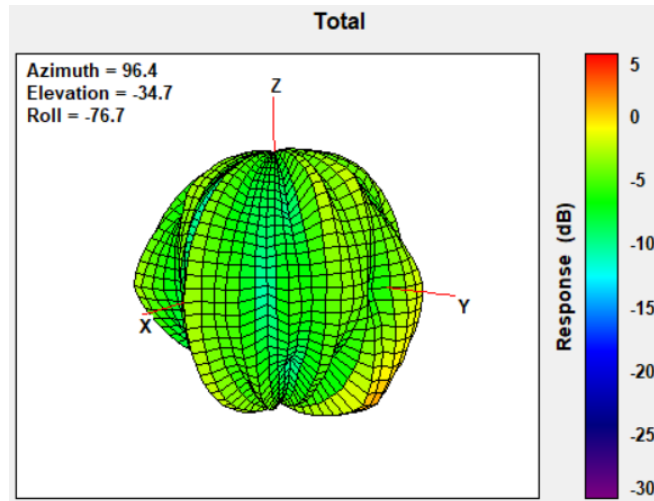 Total
Azimuth = 96.4
Elevation = -34.7
Roll = -76.7
Z
X
Y
5
0
-5
-10
-15
-20
-25
-30
Response (dB)